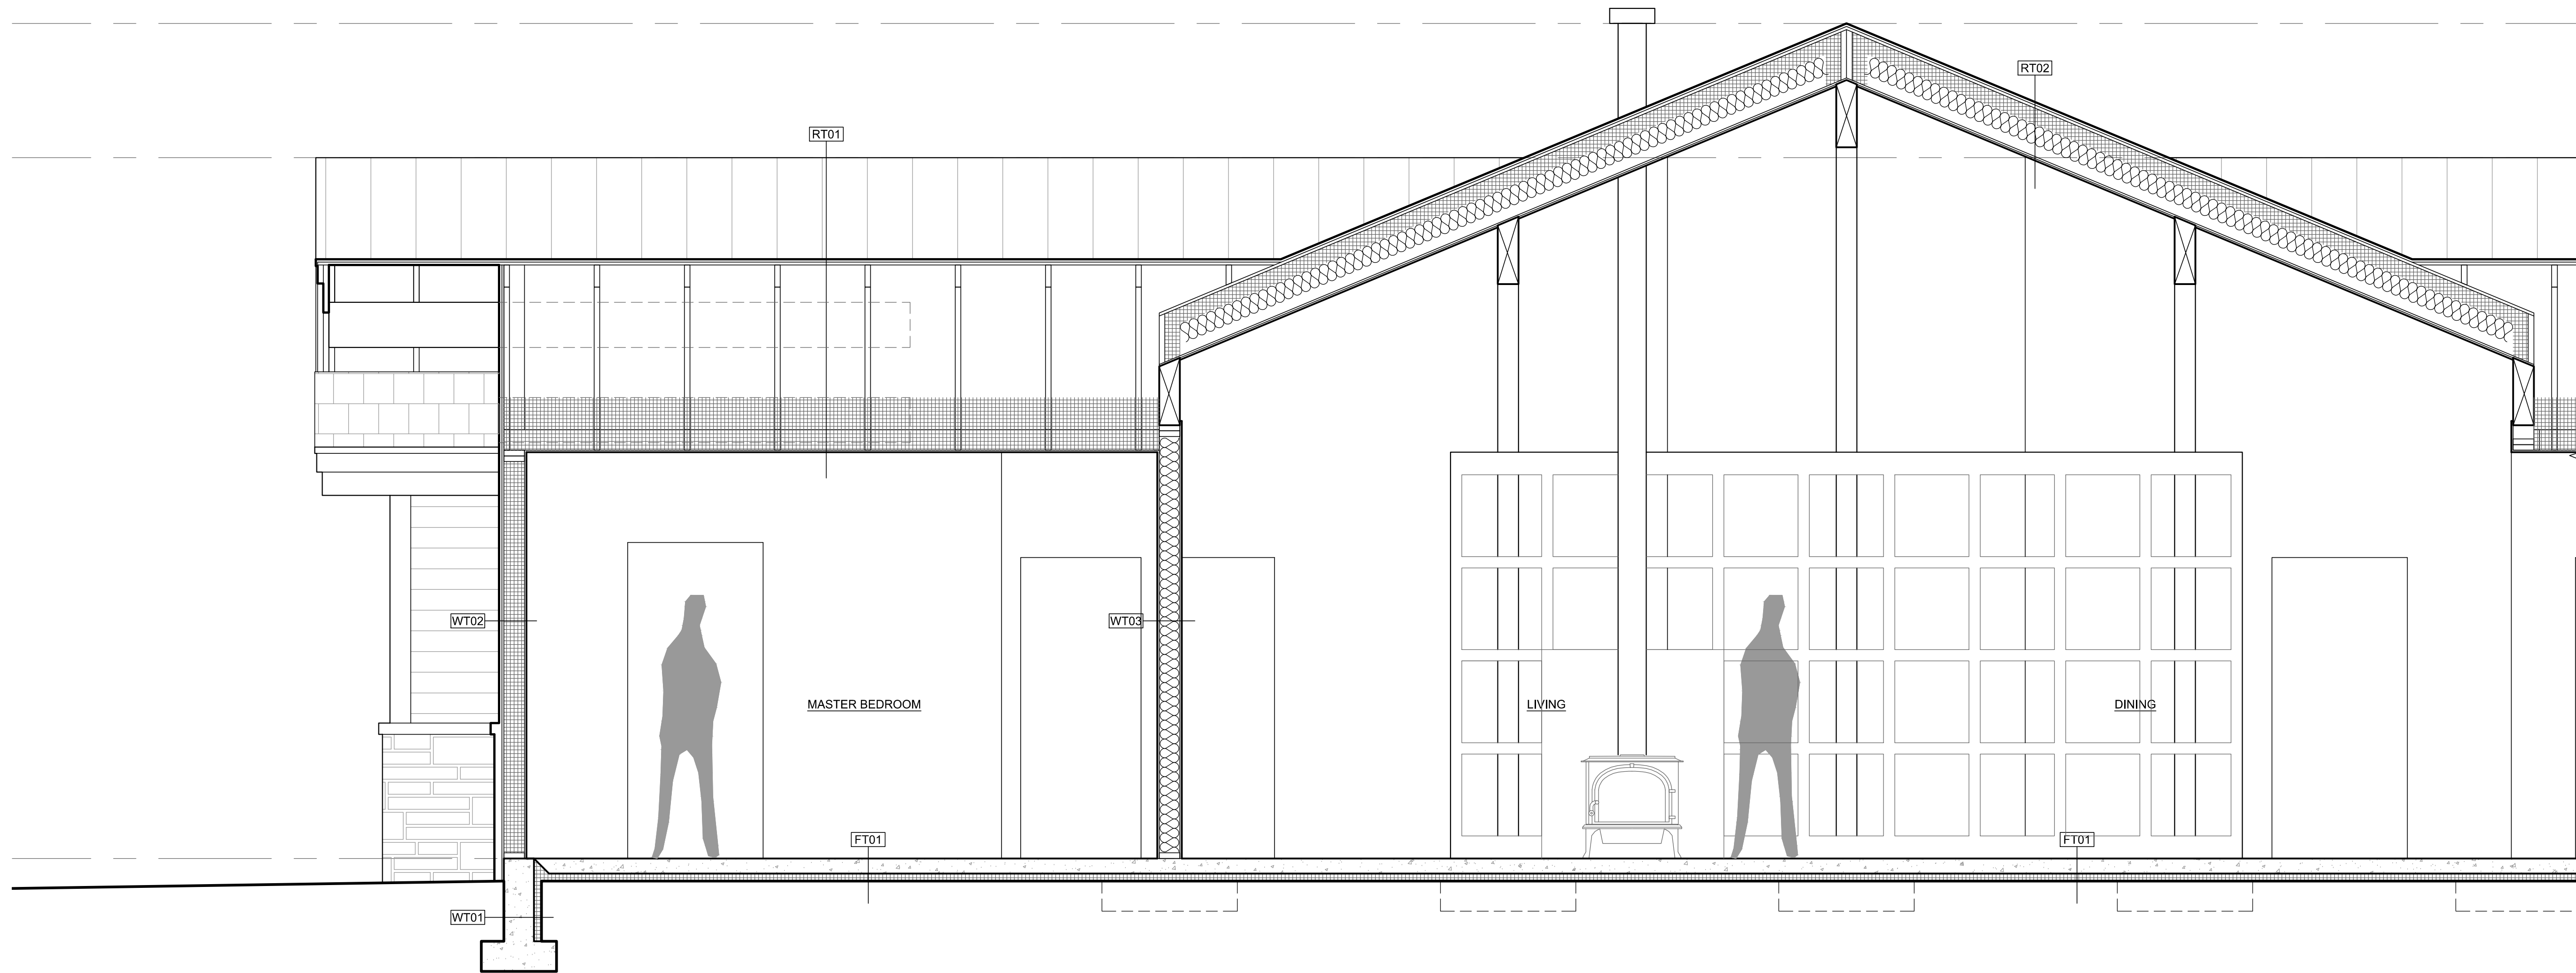 RT02
RT01
WT02
WT03
MASTER BEDROOM
LIVING
DINING
FT01
FT01
WT01